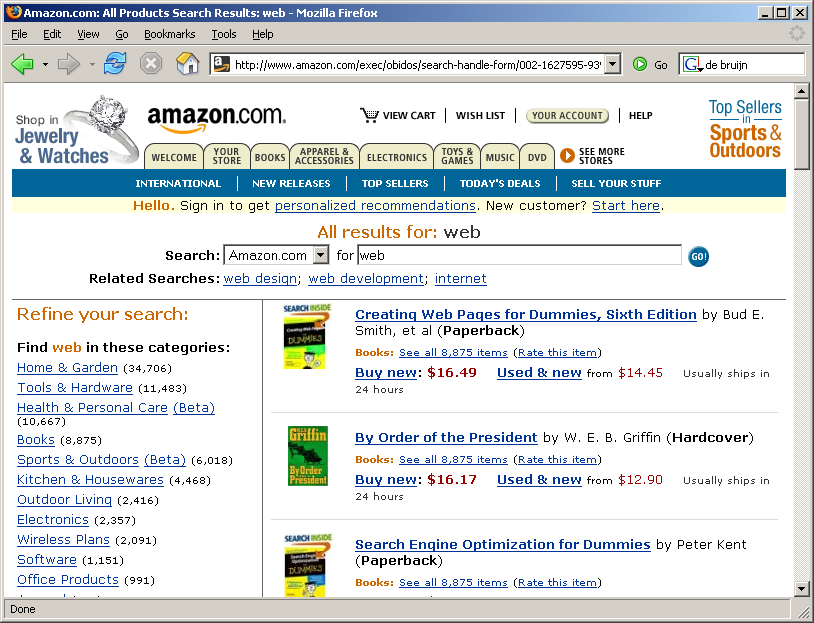 Amazon.com: All Products Search Results: web - Mozilla Firefox
File Edit View Go Bookmarks Tools Help
http://www.amazon.com/exec/obidos/search-handle-form/002-1627595-93 Go G de bruijn
Shop in
Jewelry
& Watches
amazon.com.
VIEW CART WISH LIST YOUR ACCOUNT HELP
Top Sellers
in
Sports &
Outdoors
WELCOME YOUR STORE BOOKS APPAREL & ACCESSORIES ELECTRONICS TOYS & GAMES MUSIC DVD SEE MORE STORES
INTERNATIONAL NEW RELEASES TOP SELLERS TODAY'S DEALS SELL YOUR STUFF
Hello. Sign in to get personalized recommendations. New customer? Start here.
All results for: web
Search: Amazon.com for web GO!
Related Searches: web design; web development; internet
Refine your search:
Find web in these categories:
Home & Garden (34,706)
Tools & Hardware (11,483)
Health & Personal Care (Beta)
(10,667)
Books (8,875)
Sports & Outdoors (Beta) (6,018)
Kitchen & Housewares (4,468)
Outdoor Living (2,416)
Electronics (2,357)
Wireless Plans (2,091)
Software (1,151)
Office Products (991)
SEARCH INSIDE
Creating Web Pages
DUMMIES
Creating Web Pages for Dummies, Sixth Edition by Bud E.
Smith, et al (Paperback)
Books: See all 8,875 items (Rate this item)
Buy new: $16.49 Used & new from $14.45 Usually ships in
24 hours
Griffin
By Order
of the
President
By Order of the President by W. E. B. Griffin (Hardcover)
Books: See all 8,875 items (Rate this item)
Buy new: $16.17 Used & new from $12.90 Usually ships in
24 hours
SEARCH INSIDE
Search Engine
Optimization
DUMMIES
Search Engine Optimization for Dummies by Peter Kent
(Paperback)
Books: See all 8,875 items (Rate this item)
Done